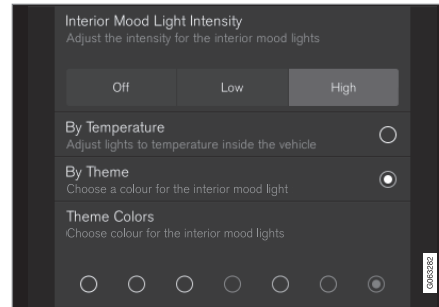 Interior Mood Light Intensity
Adjust the intensity for the interior mood lights
Off Low High
By Temperature
Adjust lights to temperature inside the vehicle
By Theme
Choose a colour for the interior mood light
Theme Colors
Choose colour for the interior mood lights
G063282